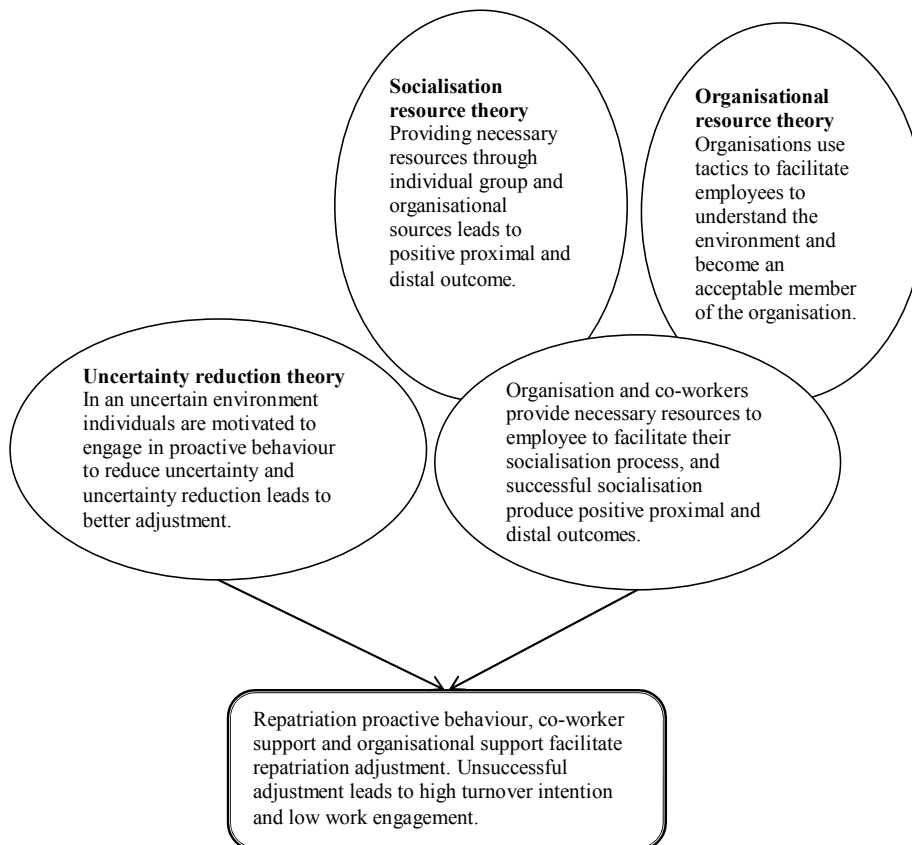 Socialisation
resource theory
Providing necessary
resources through
individual group and
organisational
sources leads to
positive proximal and
distal outcome.
Organisational
resource theory
Organisations use
tactics to facilitate
employees to
understand the
environment and
become an
acceptable member
of the organisation.
Uncertainty reduction theory
In an uncertain environment
individuals are motivated to
engage in proactive behaviour
to reduce uncertainty and
uncertainty reduction leads to
better adjustment.
Organisation and co-workers
provide necessary resources to
employee to facilitate their
socialisation process, and
successful socialisation
produce positive proximal and
distal outcomes.
Repatriation proactive behaviour, co-worker
support and organisational support facilitate
repatriation adjustment. Unsuccessful
adjustment leads to high turnover intention
and low work engagement.